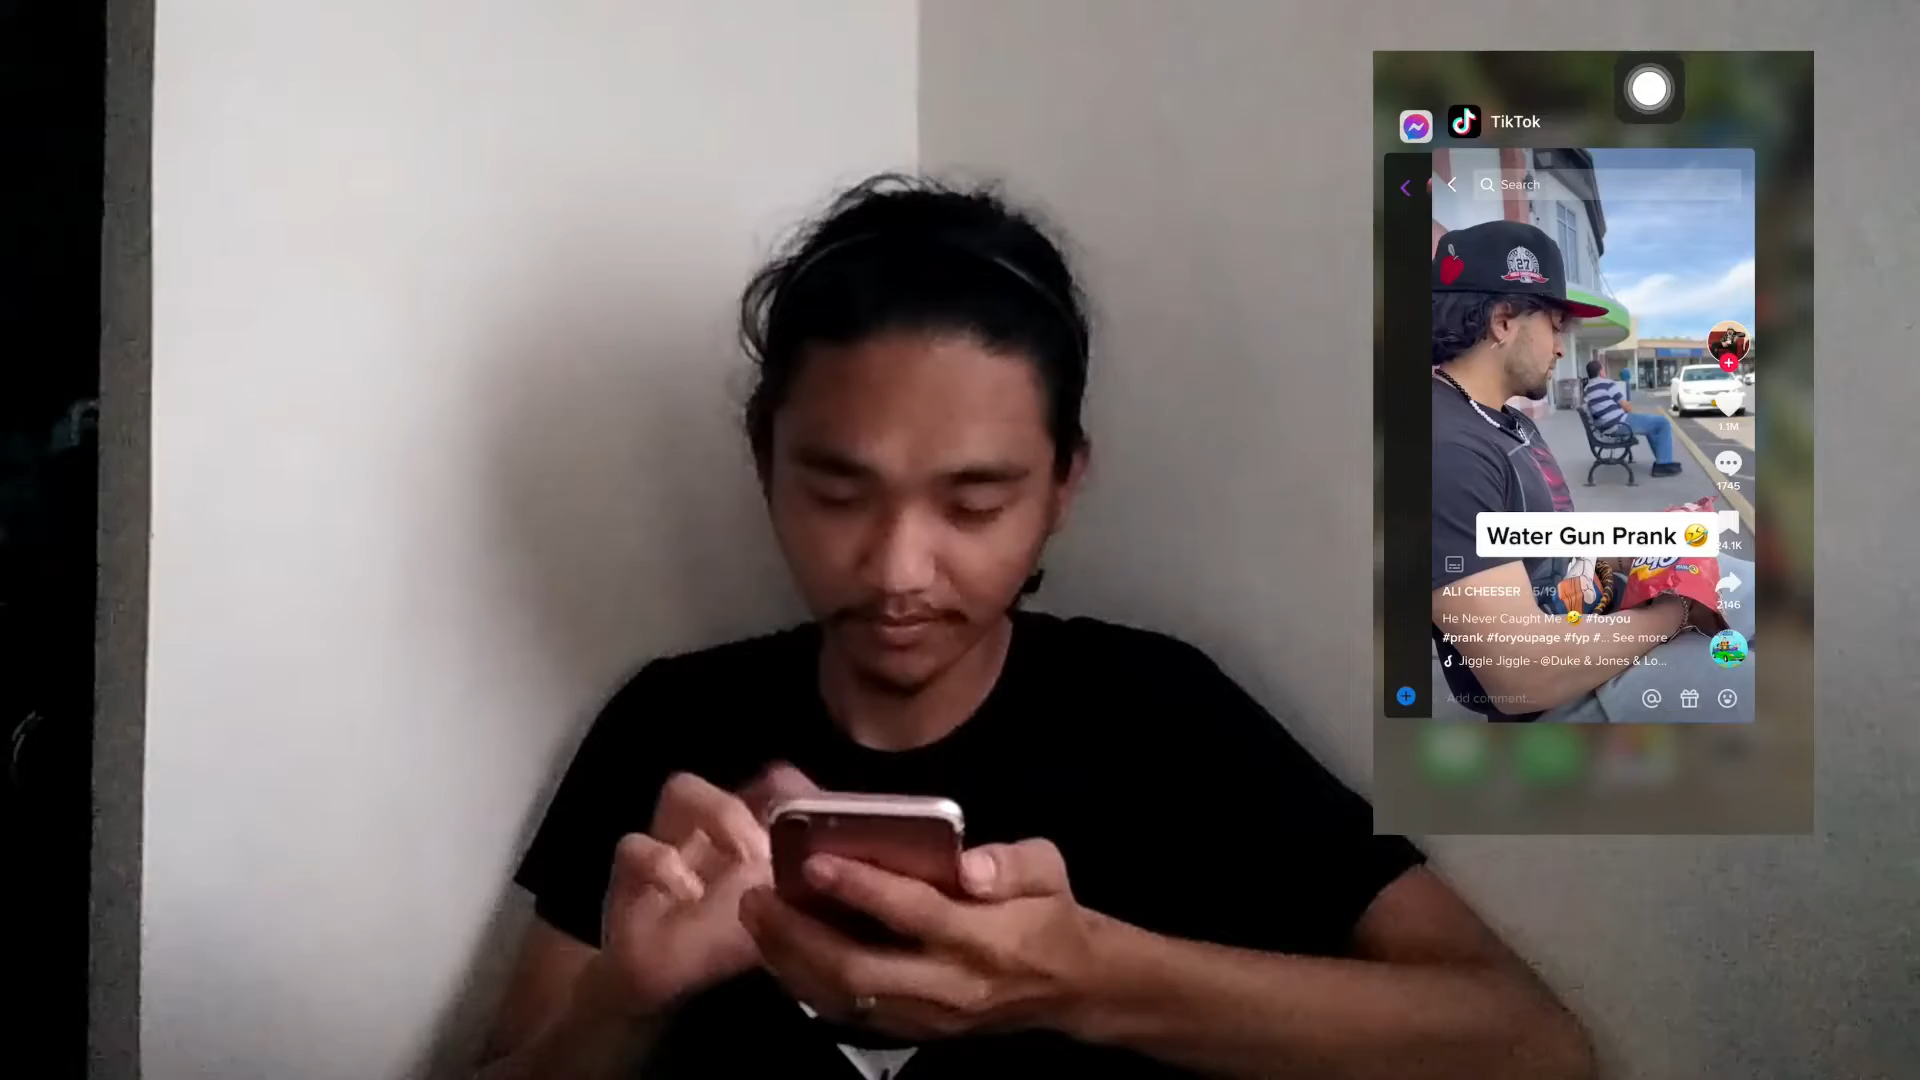 TikTok
Search
27
1.1M
1745
Water Gun Prank 🤣
24.1K
ALI CHEESER 5/19
2146
He Never Caught Me 🤣 #foryou
#prank #foryoupage #fyp #... See more
Jiggle Jiggle - @Duke & Jones & Lo...
Add comment...